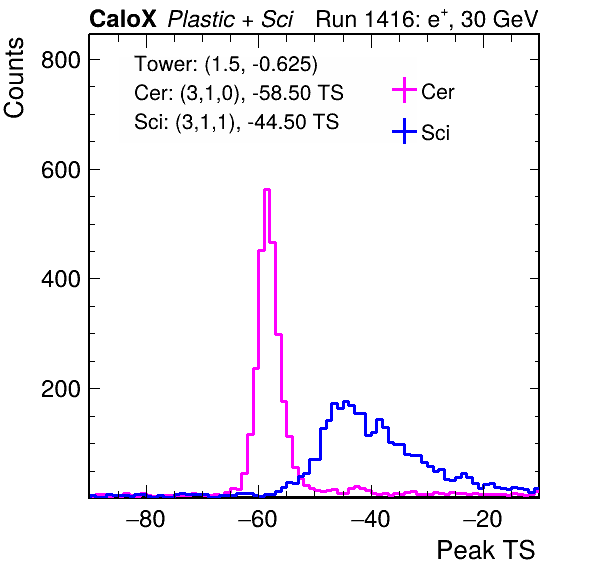 CaloX Plastic + Sci Run 1416: e+, 30 GeV
Counts
Tower: (1.5, -0.625)
Cer: (3,1,0), -58.50 TS
Sci: (3,1,1), -44.50 TS
Cer
Sci
800
600
400
200
−80 −60 −40 −20
Peak TS